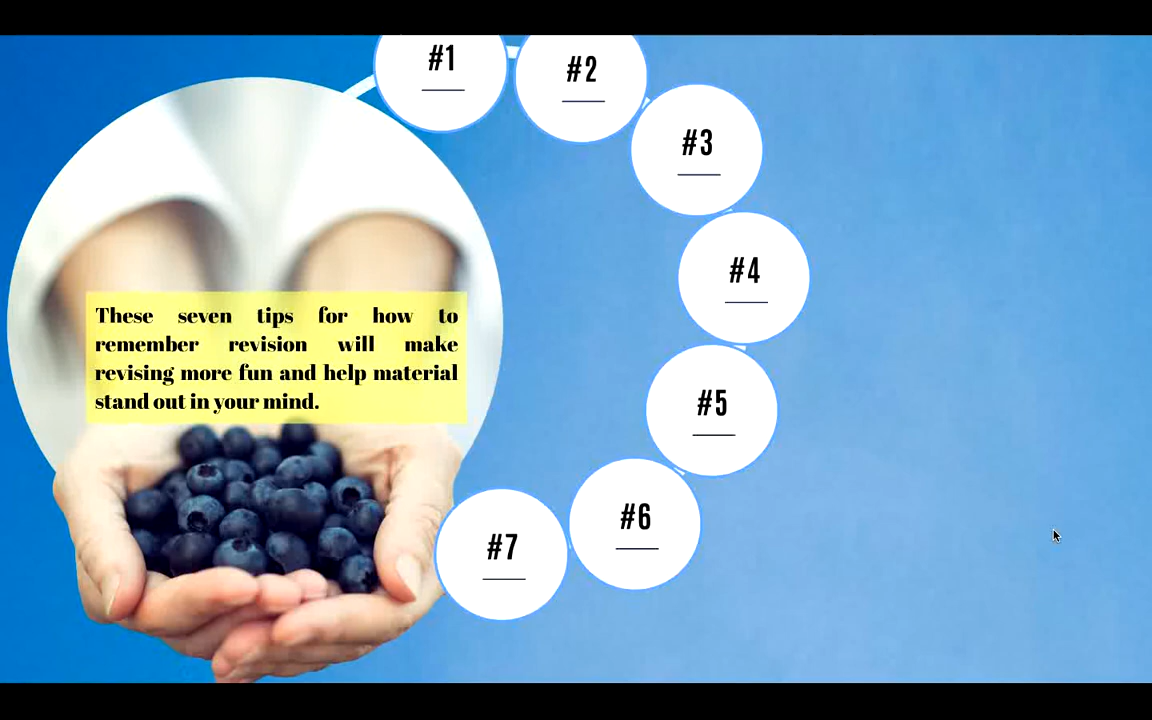 #1
#2
#3
#4
#5
#6
#7
These seven tips for how to
remember revision will make
revising more fun and help material
stand out in your mind.